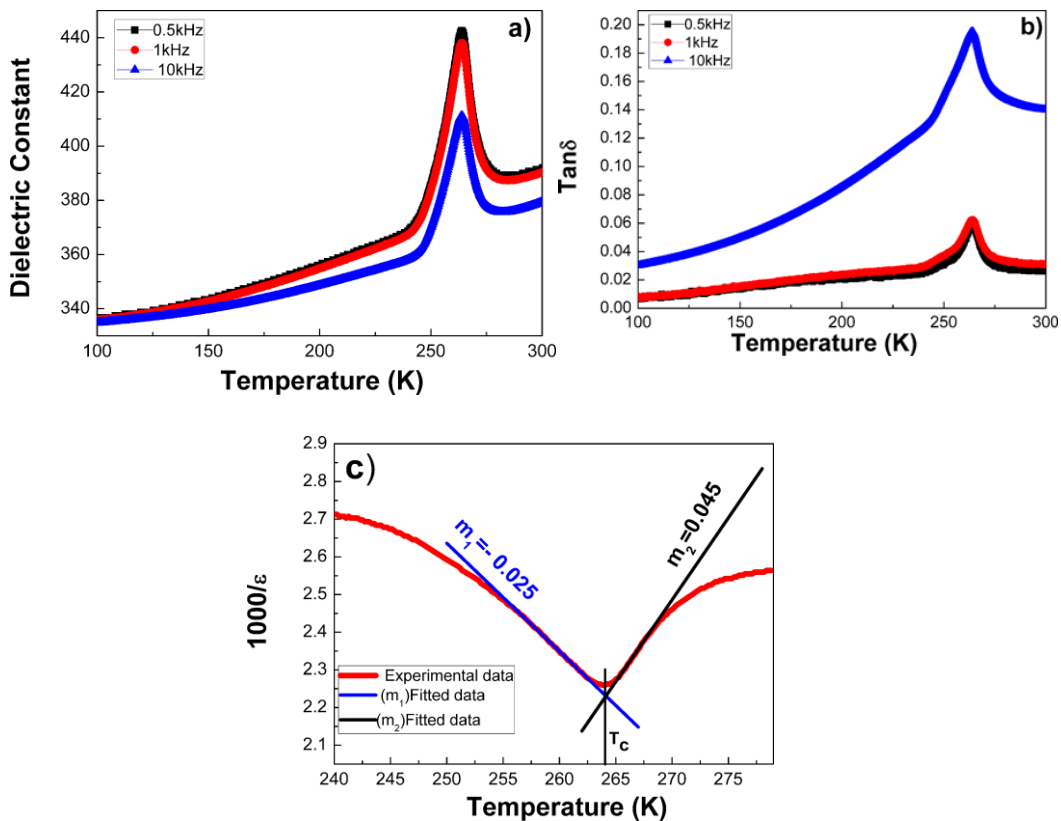 a)
0.5kHz
1kHz
10kHz
440
420
400
380
360
340
100
150
200
250
300
Dielectric Constant
Temperature (K)
b)
0.5kHz
1kHz
10kHz
0.20
0.18
0.16
0.14
0.12
0.10
0.08
0.06
0.04
0.02
0.00
100
150
200
250
300
Tanδ
Temperature (K)
c)
2.9
2.8
2.7
2.6
2.5
2.4
2.3
2.2
2.1
1000/ε
m₁=- 0.025
m₂=0.045
Experimental data
(m₁)Fitted data
(m₂)Fitted data
T_C
240
245
250
255
260
265
270
275
Temperature (K)